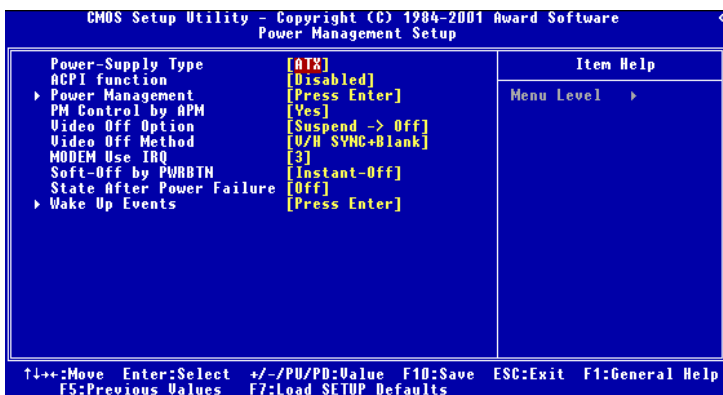 CMOS Setup Utility - Copyright (C) 1984-2001 Award Software
Power Management Setup
Power-Supply Type [ATX]
ACPI function [Disabled]
Power Management [Press Enter]
PM Control by APM [Yes]
Video Off Option [Suspend -> Off]
Video Off Method [V/H SYNC+Blank]
MODEM Use IRQ [3]
Soft-Off by PWRBTN [Instant-Off]
State After Power Failure [Off]
Wake Up Events [Press Enter]
Item Help
Menu Level
↑↓→←:Move Enter:Select +/-/PU/PD:Value F10:Save ESC:Exit F1:General Help
F5:Previous Values F7:Load SETUP Defaults